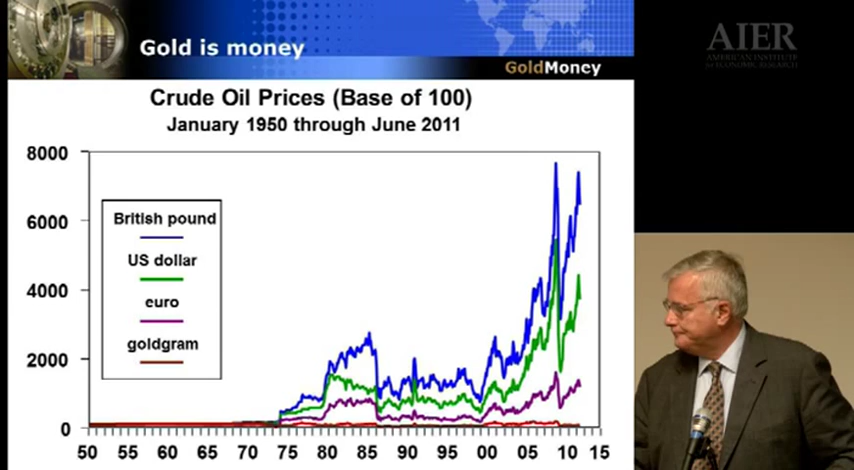 Gold is money
GoldMoney
AIER
AMERICAN INSTITUTE
for ECONOMIC RESEARCH
Crude Oil Prices (Base of 100)
January 1950 through June 2011
8000
6000
4000
2000
0
British pound
US dollar
euro
goldgram
50 55 60 65 70 75 80 85 90 95 00 05 10 15